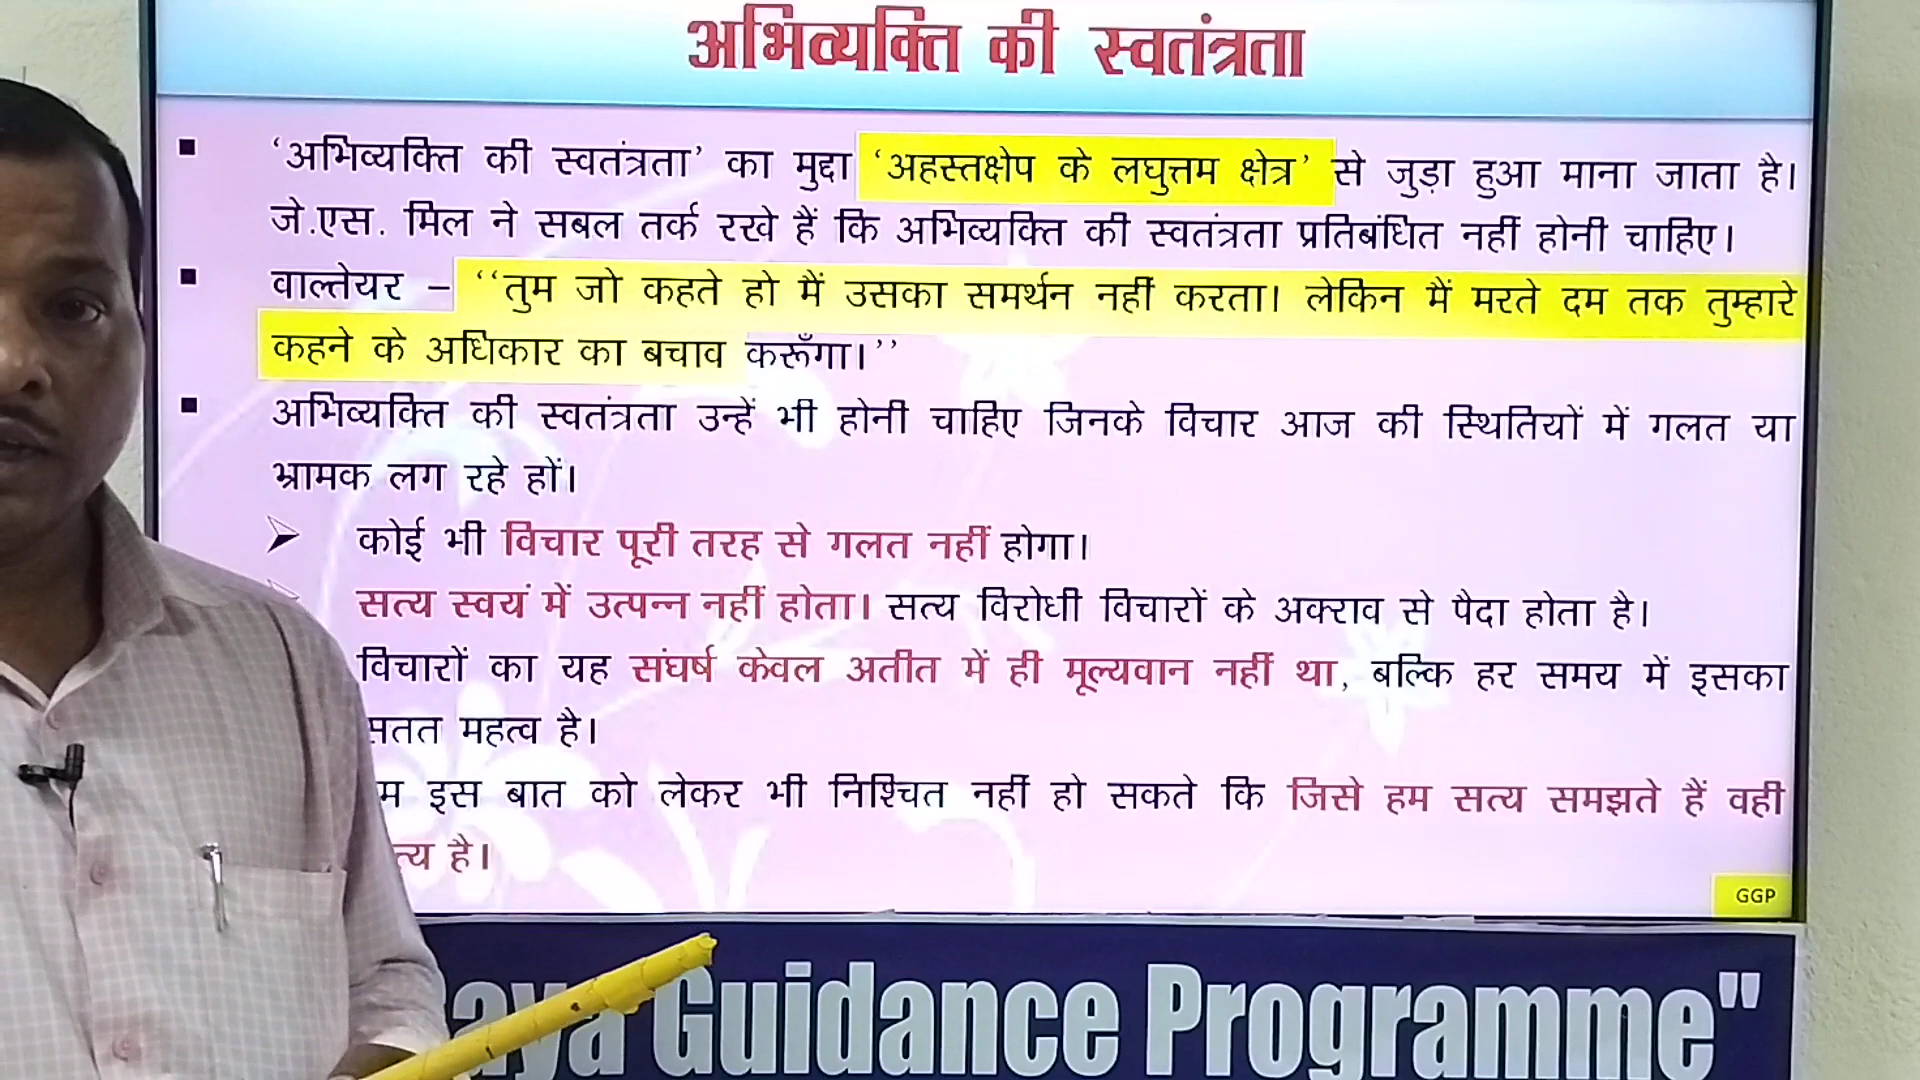 अभिव्यक्ति की स्वतंत्रता
▪ ‘अभिव्यक्ति की स्वतंत्रता’ का मुद्दा ‘अहस्तक्षेप के लघुत्तम क्षेत्र’ से जुड़ा हुआ माना जाता है।
जे.एस. मिल ने सबल तर्क रखे हैं कि अभिव्यक्ति की स्वतंत्रता प्रतिबंधित नहीं होनी चाहिए।
▪ वाल्तेयर – ‘‘तुम जो कहते हो मैं उसका समर्थन नहीं करता। लेकिन मैं मरते दम तक तुम्हारे
कहने के अधिकार का बचाव करूँगा।’’
▪ अभिव्यक्ति की स्वतंत्रता उन्हें भी होनी चाहिए जिनके विचार आज की स्थितियों में गलत या
भ्रामक लग रहे हों।
➢ कोई भी विचार पूरी तरह से गलत नहीं होगा।
➢ सत्य स्वयं में उत्पन्न नहीं होता। सत्य विरोधी विचारों के अकराव से पैदा होता है।
विचारों का यह संघर्ष केवल अतीत में ही मूल्यवान नहीं था, बल्कि हर समय में इसका
सतत महत्व है।
म इस बात को लेकर भी निश्चित नहीं हो सकते कि जिसे हम सत्य समझते हैं वही
त्य है।
GGP
aya Guidance Programme"